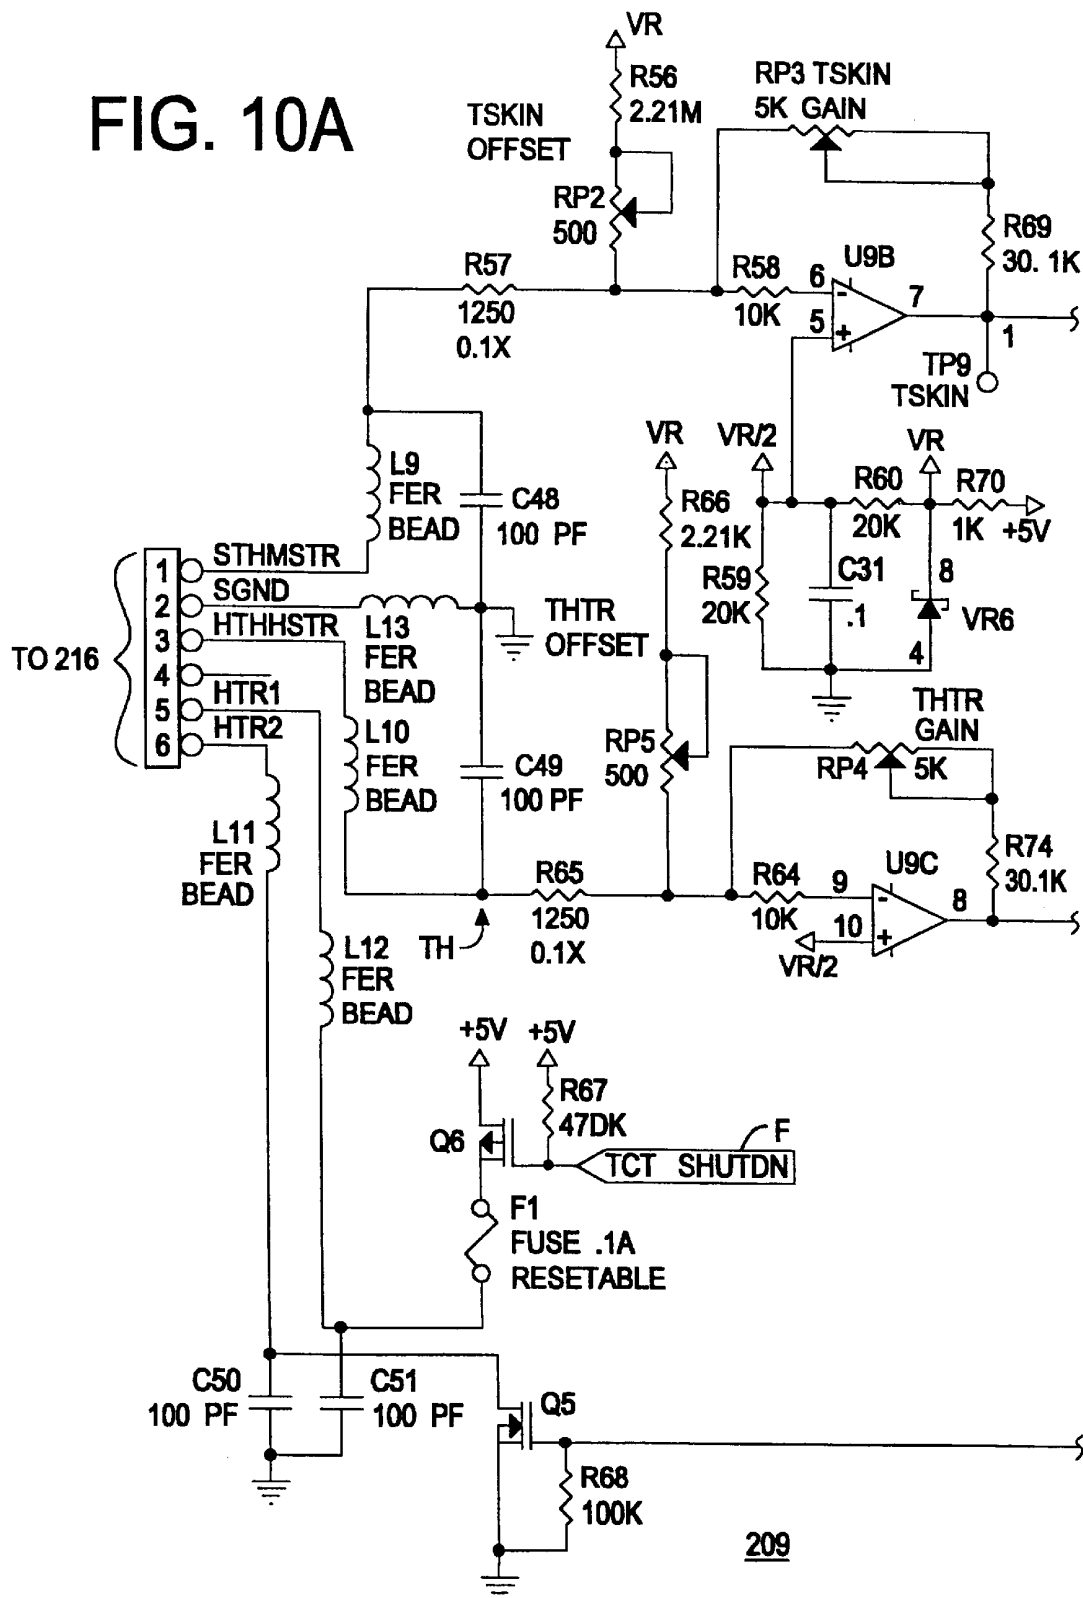 FIG. 10A
VR
R56
2.21M
TSKIN
OFFSET
RP2
500
RP3 TSKIN
5K GAIN
R69
30. 1K
R57
1250
0.1X
R58
10K
U9B
6
5
-
+
7
1
TP9
TSKIN
L9
FER
BEAD
C48
100 PF
VR
R66
2.21K
VR/2
VR
R60
20K
R70
1K
+5V
R59
20K
C31
.1
8
4
VR6
TO 216
1
2
3
4
5
6
STHMSTR
SGND
HTHHSTR
HTR1
HTR2
L13
FER
BEAD
THTR
OFFSET
L10
FER
BEAD
C49
100 PF
RP5
500
THTR
GAIN
RP4
5K
L11
FER
BEAD
R65
1250
0.1X
TH
R64
10K
U9C
9
10
-
+
8
VR/2
R74
30.1K
L12
FER
BEAD
+5V
+5V
R67
47DK
Q6
F
TCT SHUTDN
F1
FUSE .1A
RESETABLE
C50
100 PF
C51
100 PF
Q5
R68
100K
209